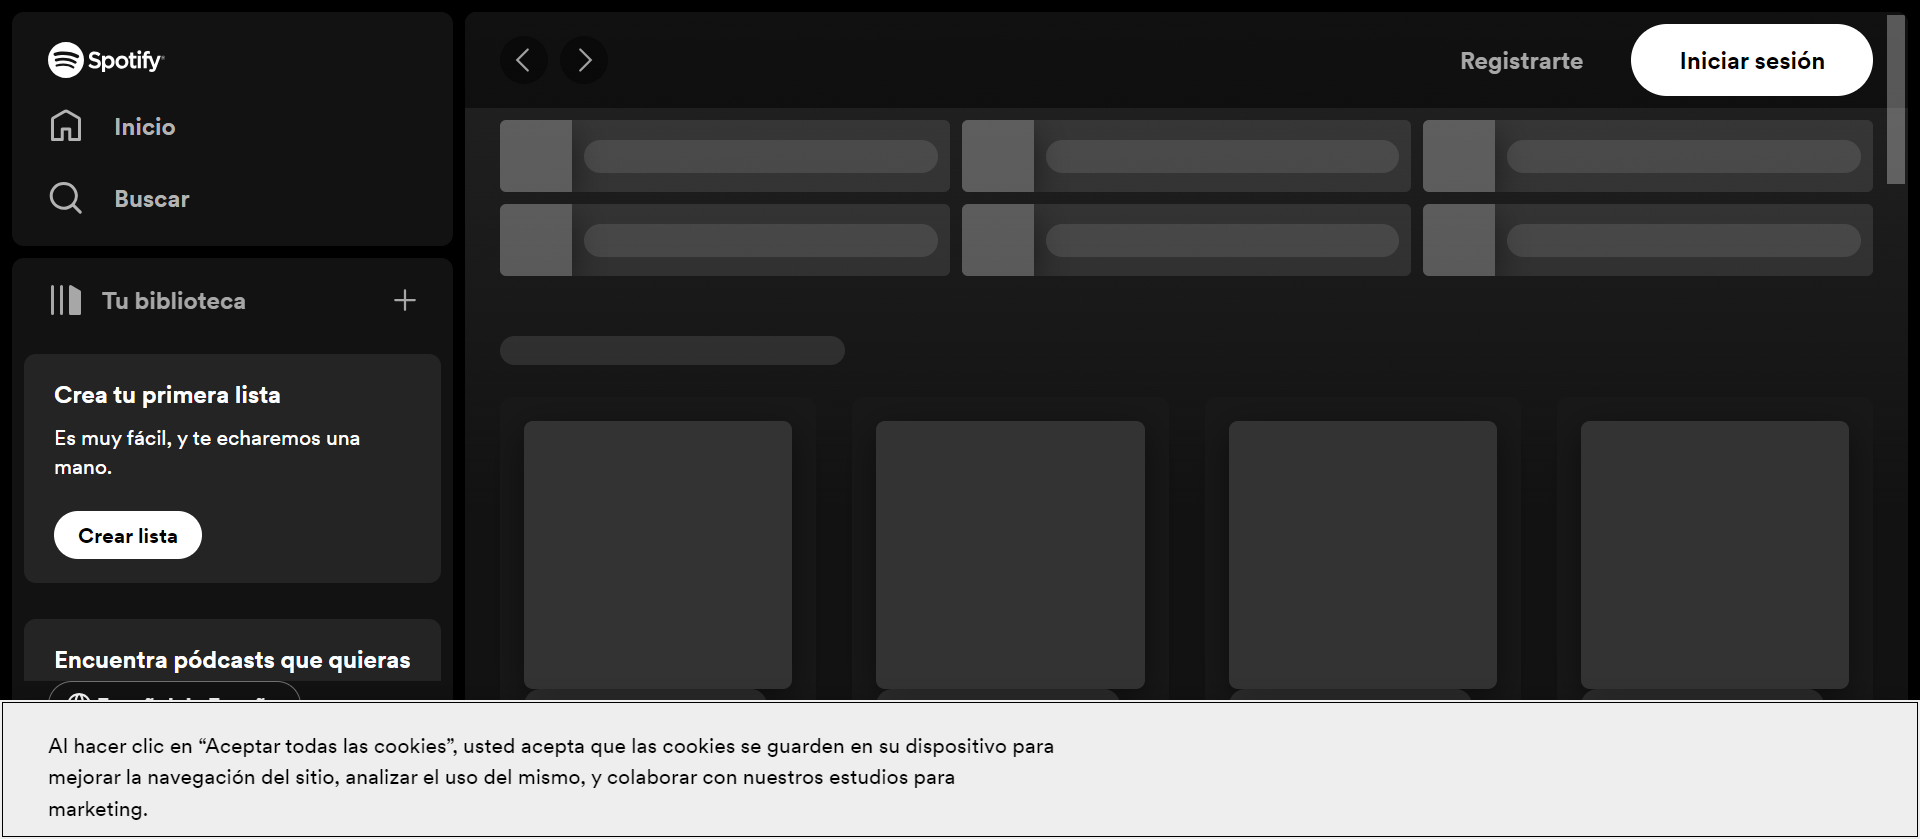 Spotify
Inicio
Buscar
Tu biblioteca
Crea tu primera lista
Es muy fácil, y te echaremos una
mano.
Crear lista
Encuentra pódcasts que quieras
Registrarte
Iniciar sesión
Al hacer clic en “Aceptar todas las cookies”, usted acepta que las cookies se guarden en su dispositivo para
mejorar la navegación del sitio, analizar el uso del mismo, y colaborar con nuestros estudios para
marketing.